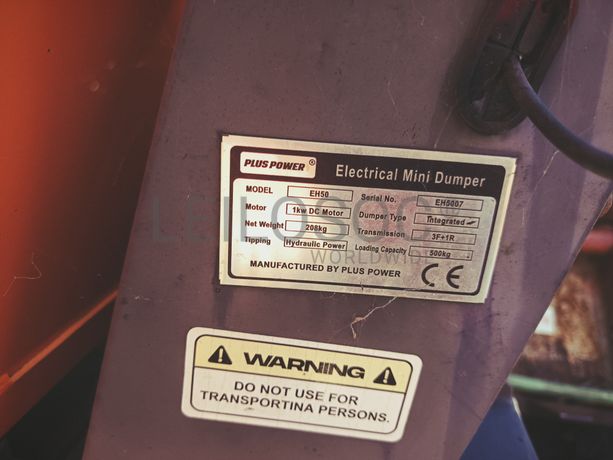 PLUS POWER ® Electrical Mini Dumper
MODEL EH50 Serial No. EH5007
Motor 1kw DC Motor Dumper Type Integrated
Net Weight 208kg Transmission 3F+1R
Tipping Hydraulic Power Loading Capacity 500kg
MANUFACTURED BY PLUS POWER CE
LEILOSOC®
WORLDWIDE
WARNING
DO NOT USE FOR
TRANSPORTINA PERSONS.